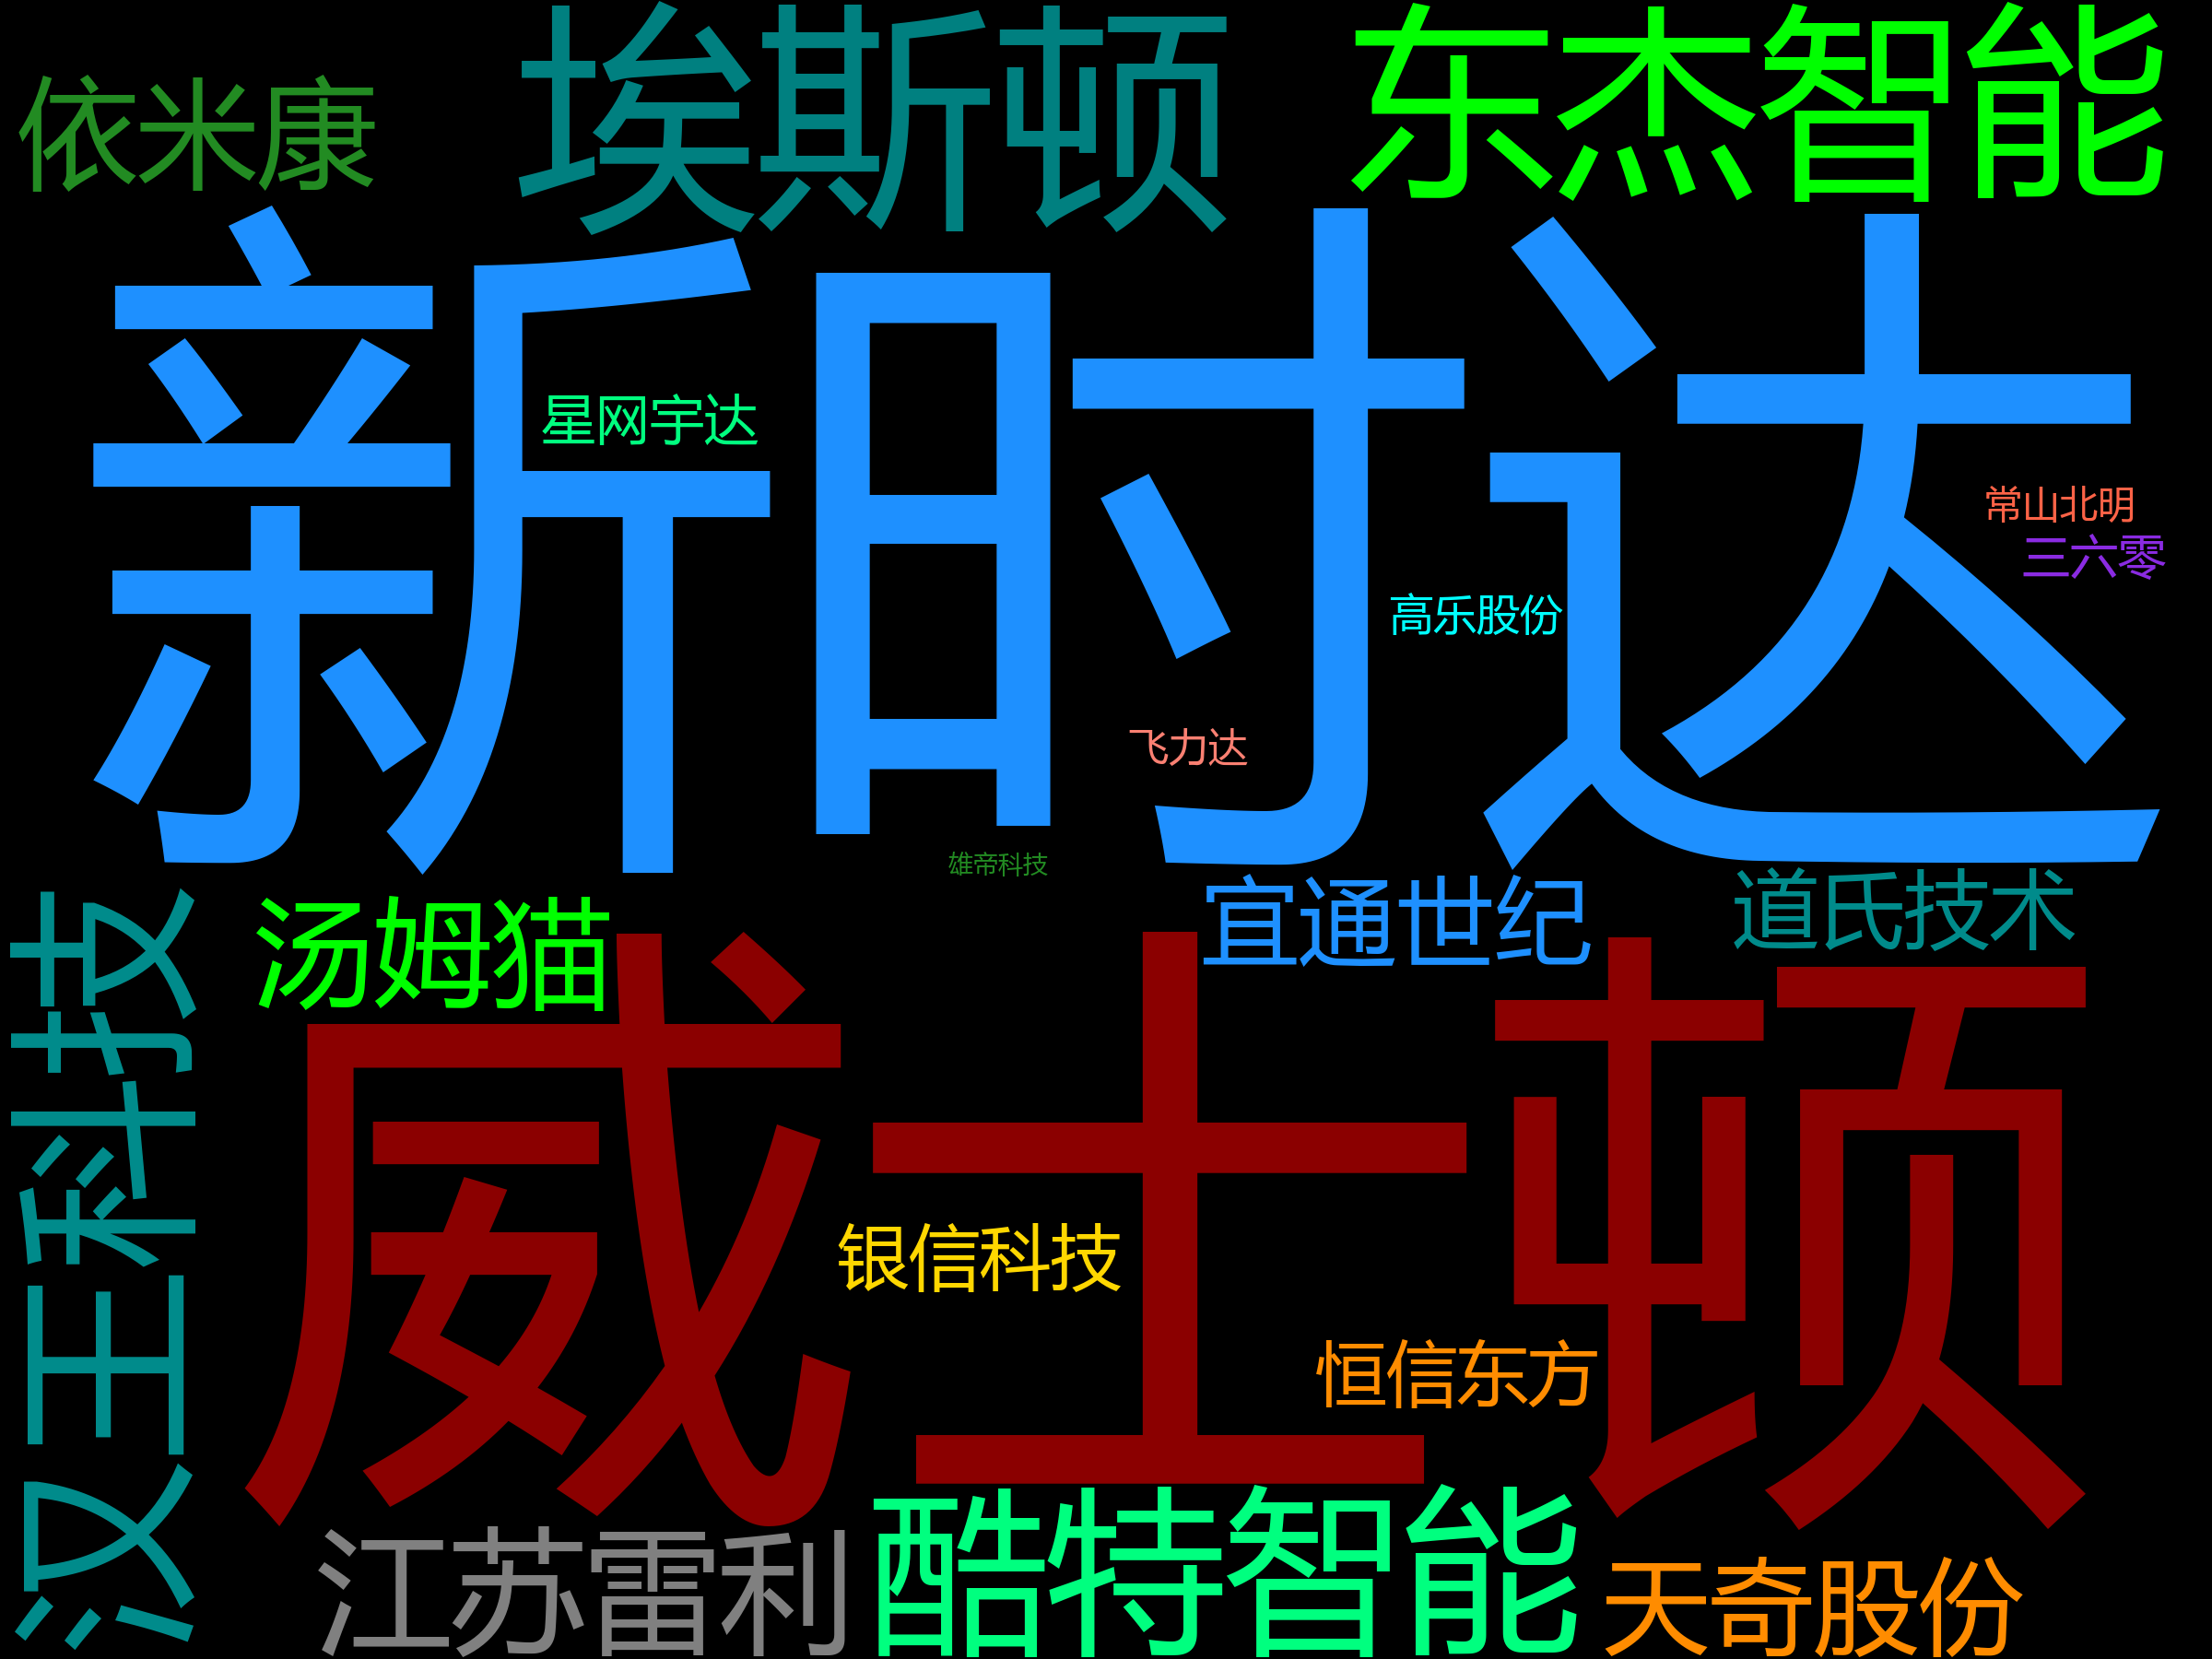 依米康
埃斯顿
东杰智能
新时达
星网宇达
常山北明
三六零
高乐股份
飞力达
雄帝科技
汤姆猫
宜通世纪
道氏技术
汉王科技
威士顿
银信科技
恒信东方
江苏雷利
酷特智能
天奇股份